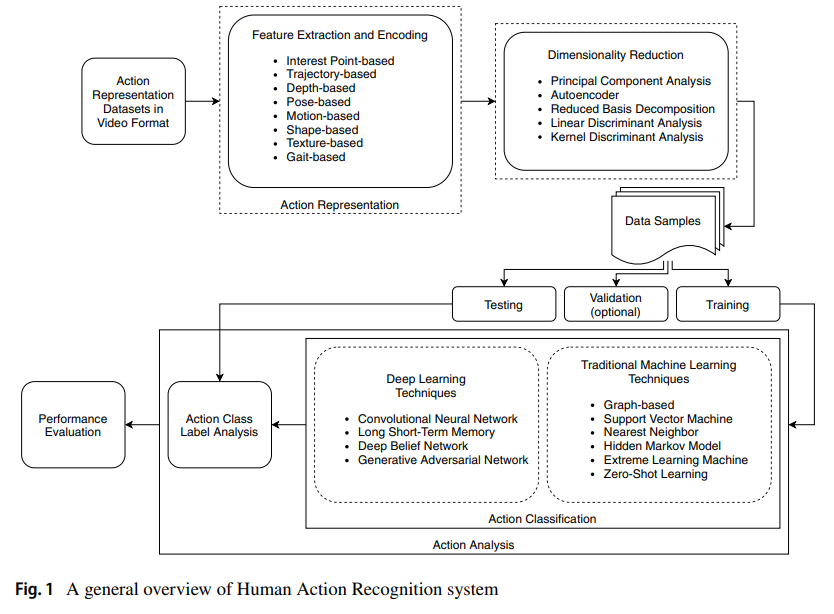 Action
Representation
Datasets in
Video Format
Feature Extraction and Encoding
• Interest Point-based
• Trajectory-based
• Depth-based
• Pose-based
• Motion-based
• Shape-based
• Texture-based
• Gait-based
Action Representation
Dimensionality Reduction
• Principal Component Analysis
• Autoencoder
• Reduced Basis Decomposition
• Linear Discriminant Analysis
• Kernel Discriminant Analysis
Data Samples
Testing
Validation
(optional)
Training
Performance
Evaluation
Action Class
Label Analysis
Deep Learning
Techniques
• Convolutional Neural Network
• Long Short-Term Memory
• Deep Belief Network
• Generative Adversarial Network
Traditional Machine Learning
Techniques
• Graph-based
• Support Vector Machine
• Nearest Neighbor
• Hidden Markov Model
• Extreme Learning Machine
• Zero-Shot Learning
Action Classification
Action Analysis
Fig. 1 A general overview of Human Action Recognition system